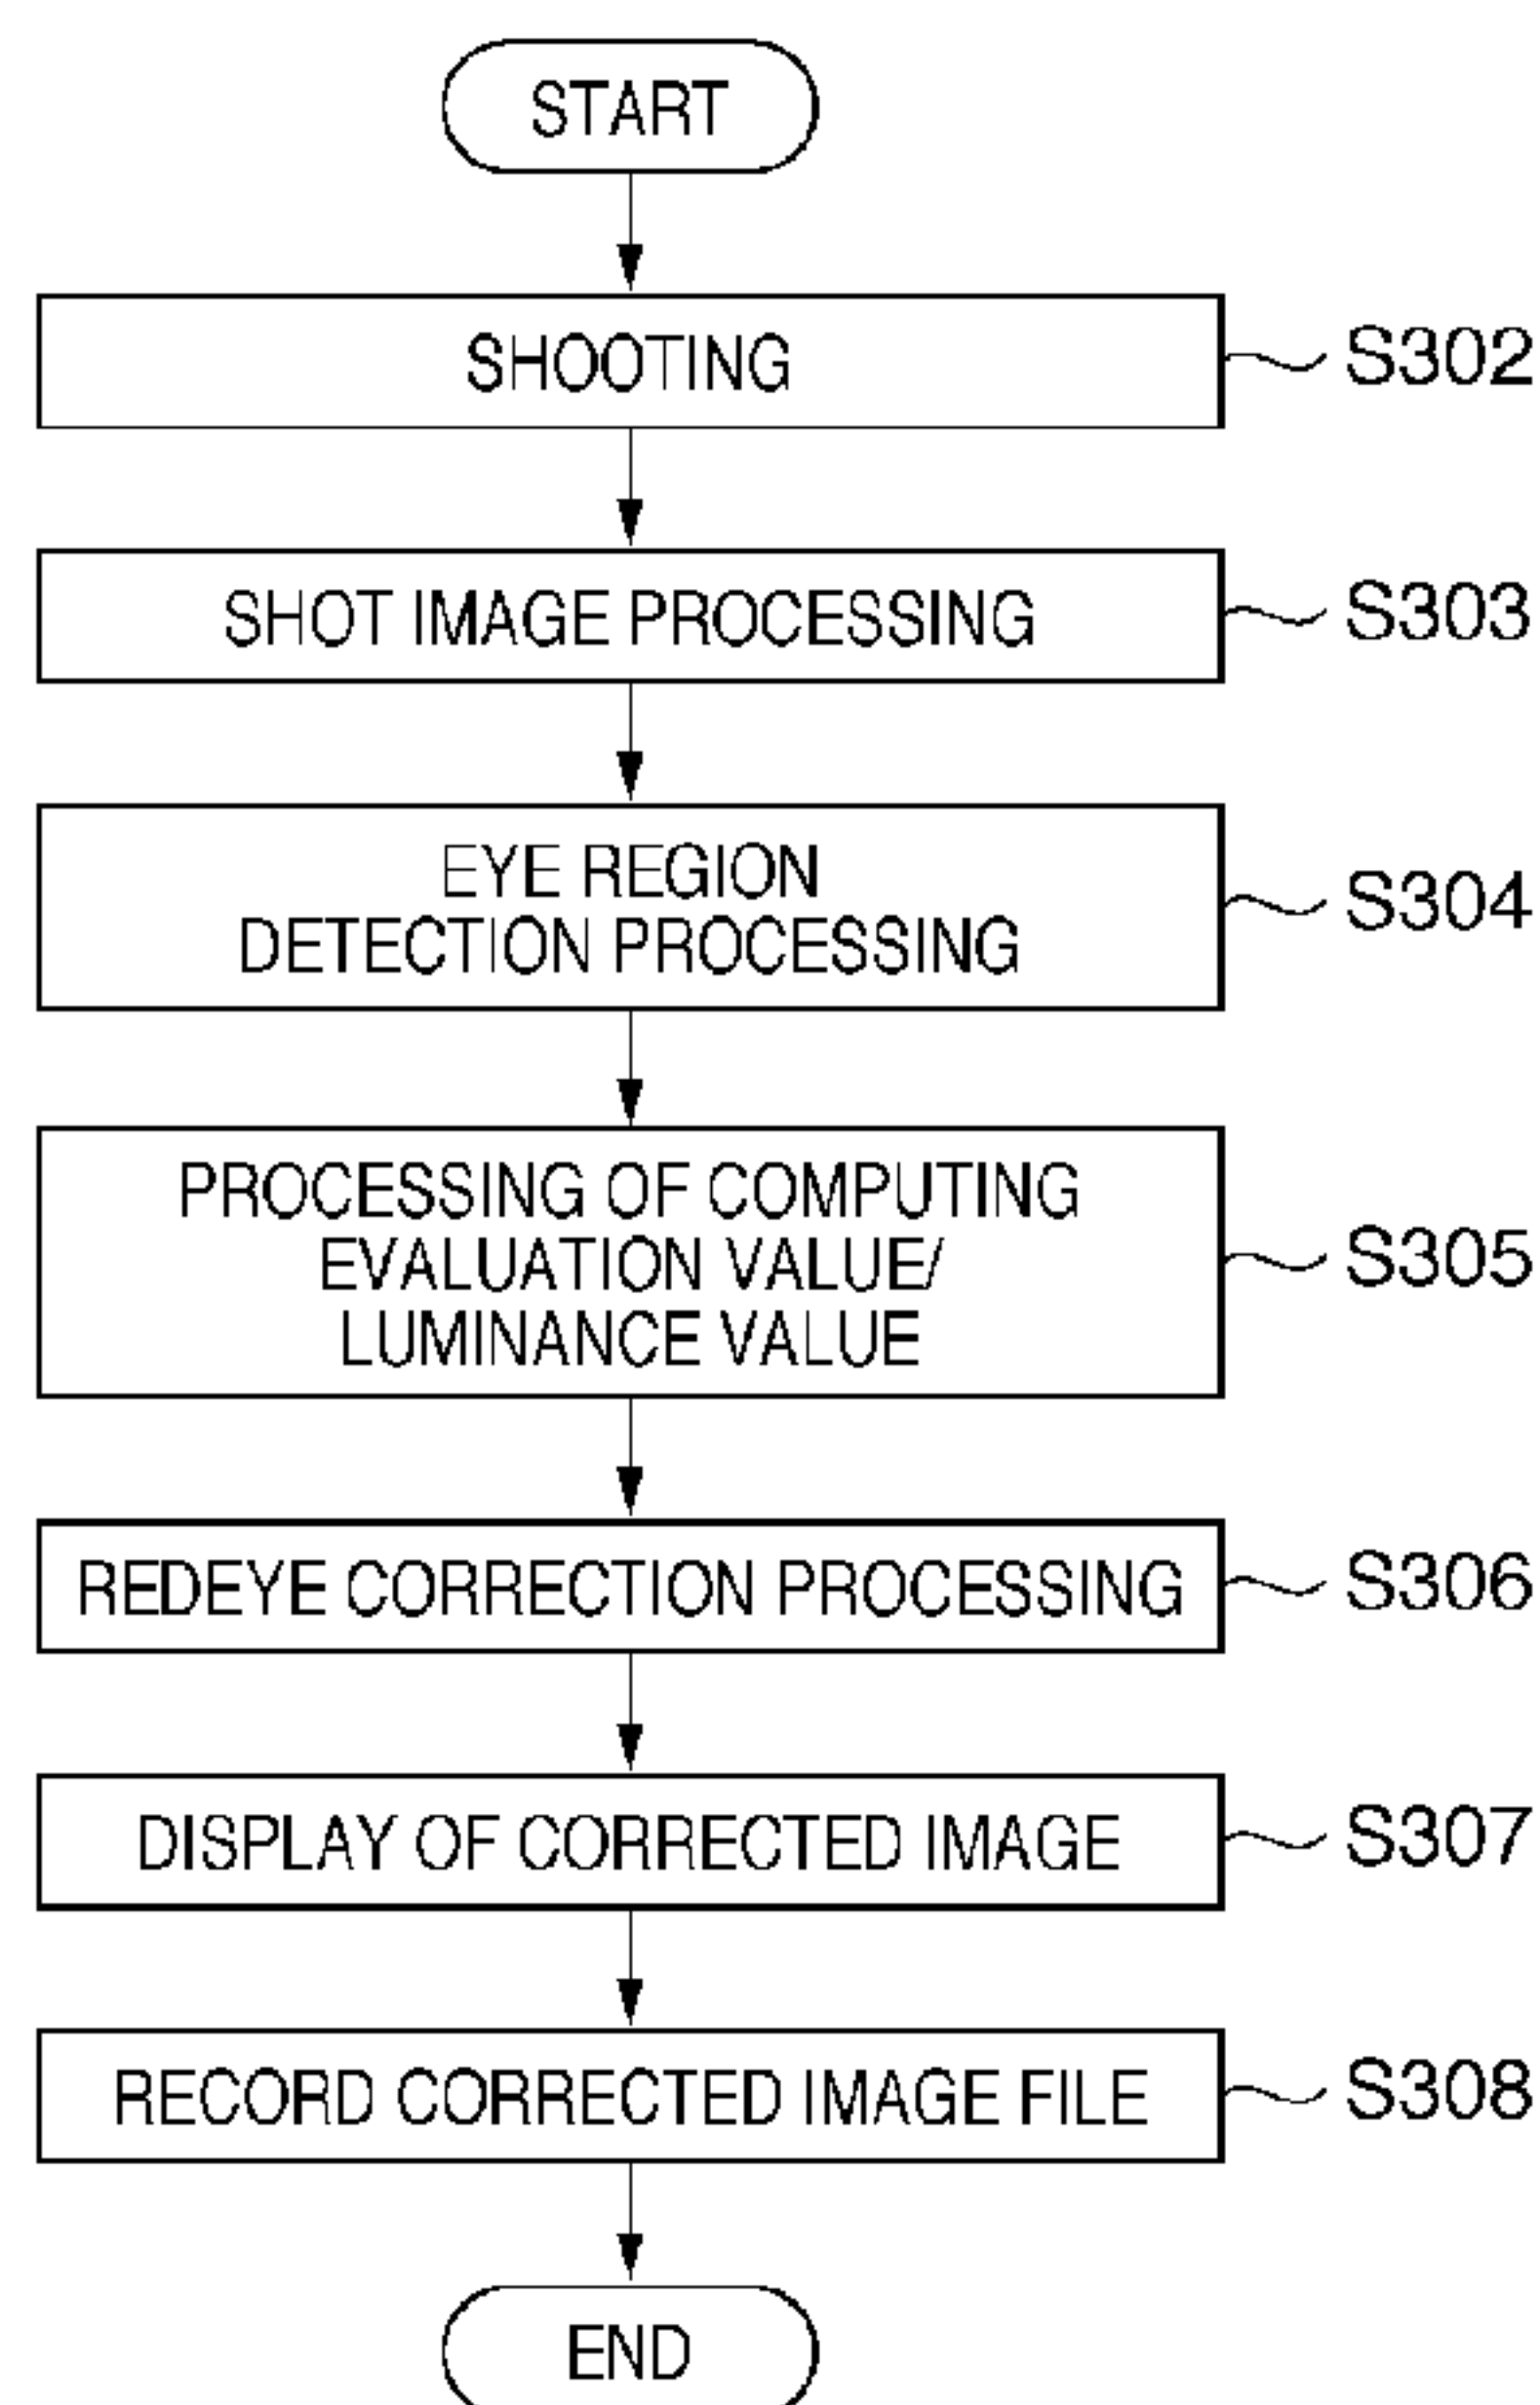 START
SHOOTING
S302
SHOT IMAGE PROCESSING
S303
EYE REGION
DETECTION PROCESSING
S304
PROCESSING OF COMPUTING
EVALUATION VALUE/
LUMINANCE VALUE
S305
REDEYE CORRECTION PROCESSING
S306
DISPLAY OF CORRECTED IMAGE
S307
RECORD CORRECTED IMAGE FILE
S308
END